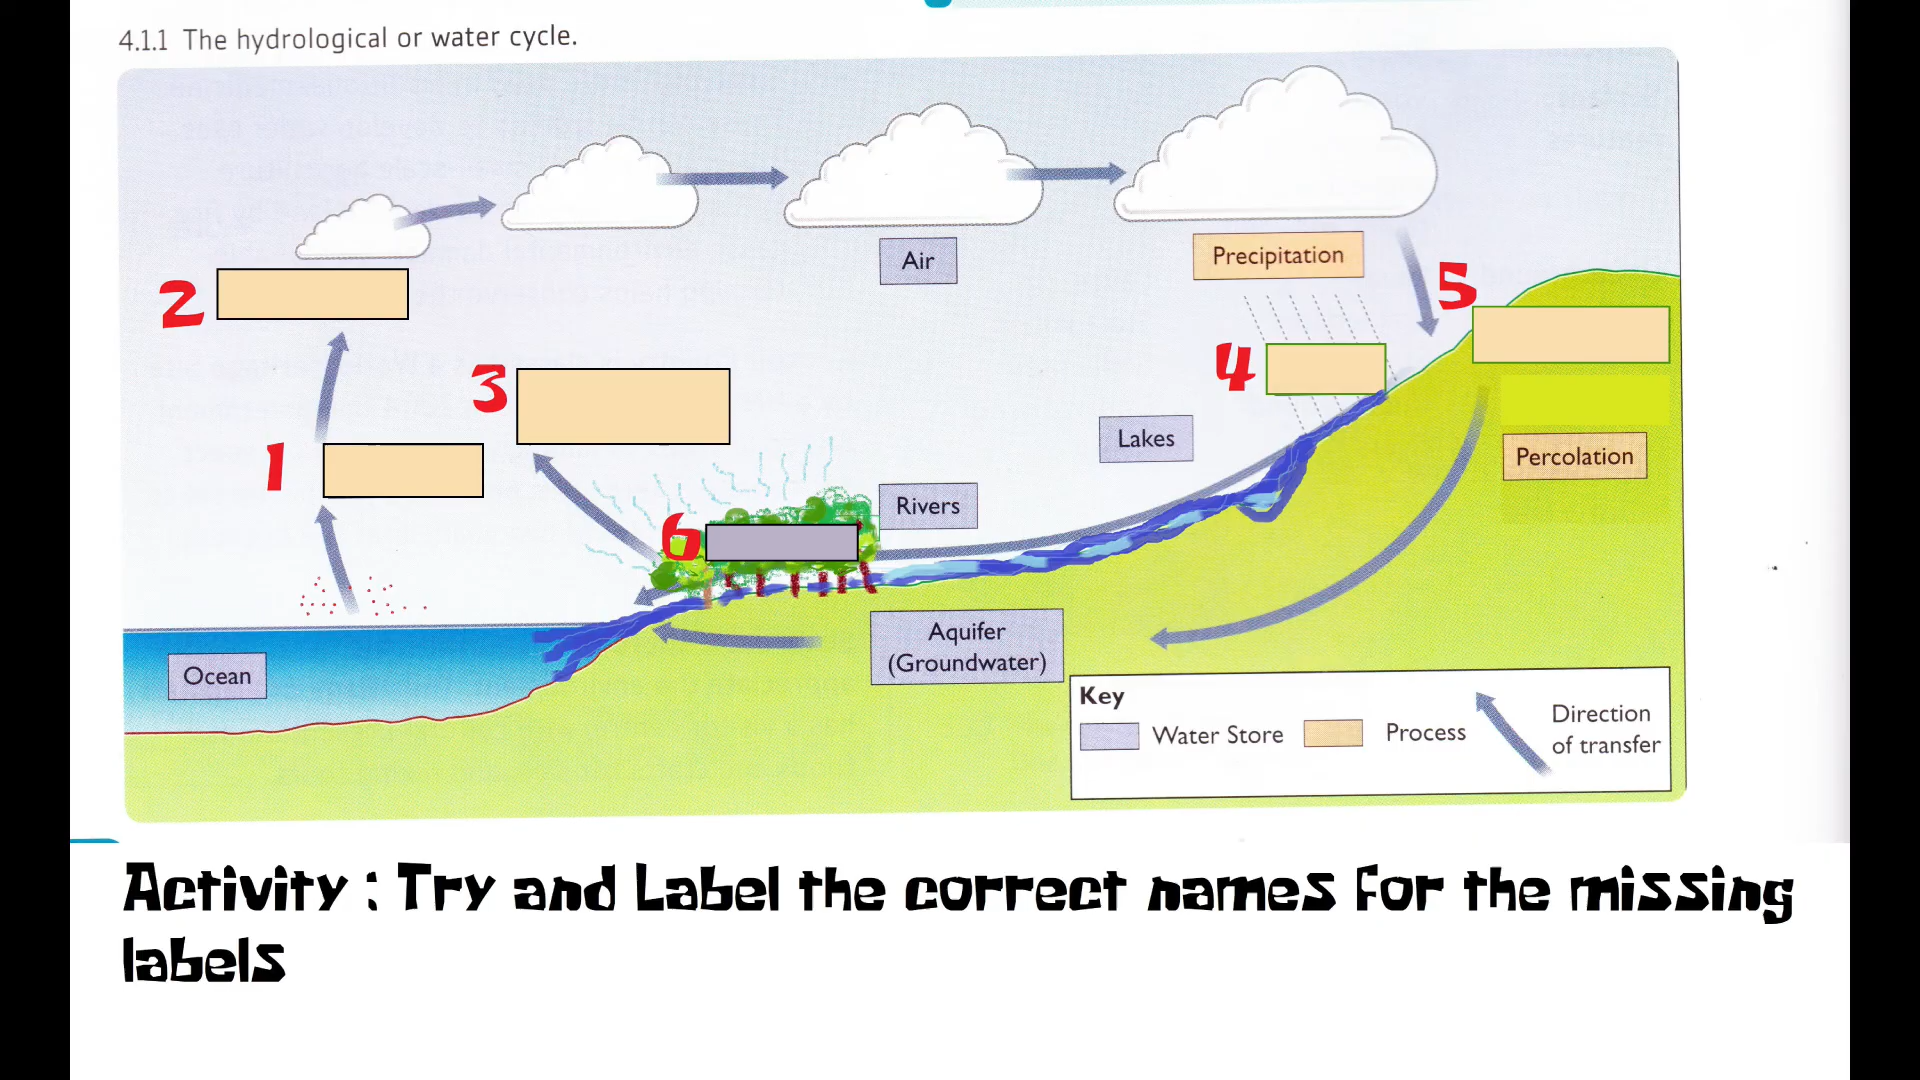 4.1.1 The hydrological or water cycle.
Air
Precipitation
2
5
3
4
Lakes
1
Percolation
Rivers
6
Aquifer
(Groundwater)
Ocean
Key
Water Store
Process
Direction
of transfer
Activity : Try and Label the correct names for the missing
labels